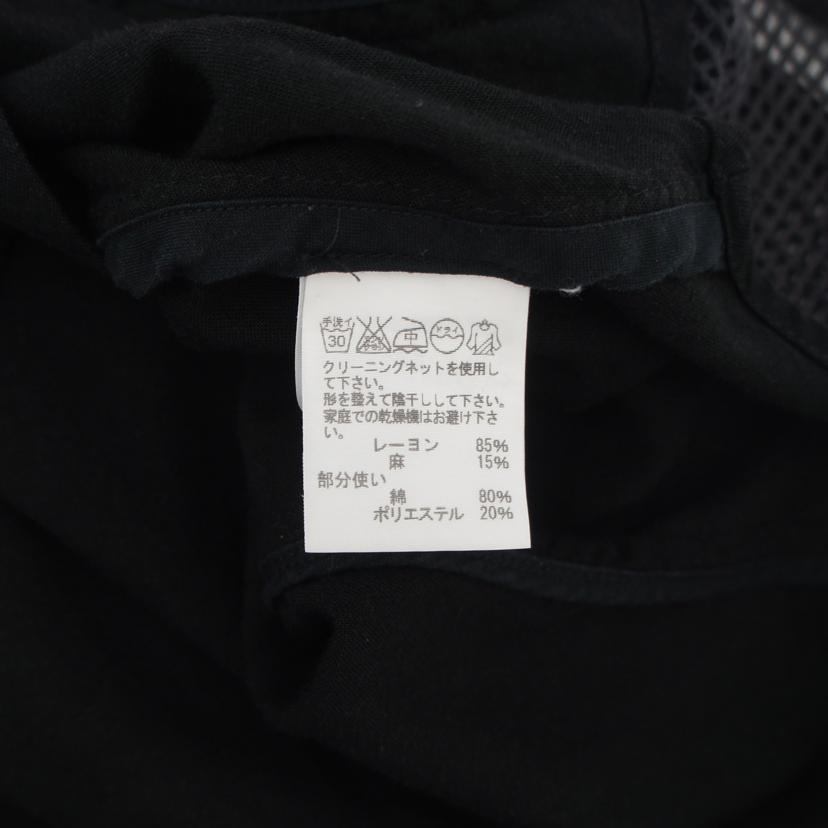 手洗イ
30
中
ドライ
クリーニングネットを使用し
て下さい。
形を整えて陰干しして下さい。
家庭での乾燥機はお避け下さ
い。
レーヨン 85%
麻 15%
部分使い
綿 80%
ポリエステル 20%